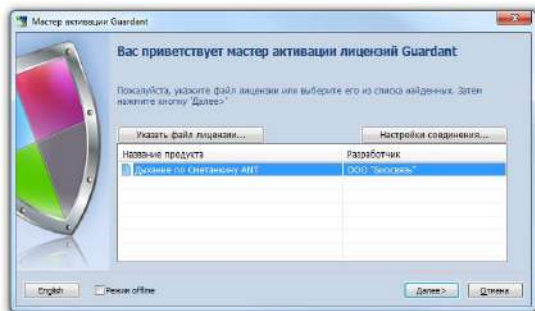 Мастер активации Guardant
Вас приветствует мастер активации лицензий Guardant
Пожалуйста, укажите файл лицензии или выберите его из списка найденных. Затем
нажмите кнопку 'Далее>'
Указать файл лицензии...
Настройки соединения...
Название продукта
Разработчик
Дыхание по Сметанкину ANT
ООО "Биосвязь"
English
Режим offline
Далее >
Отмена